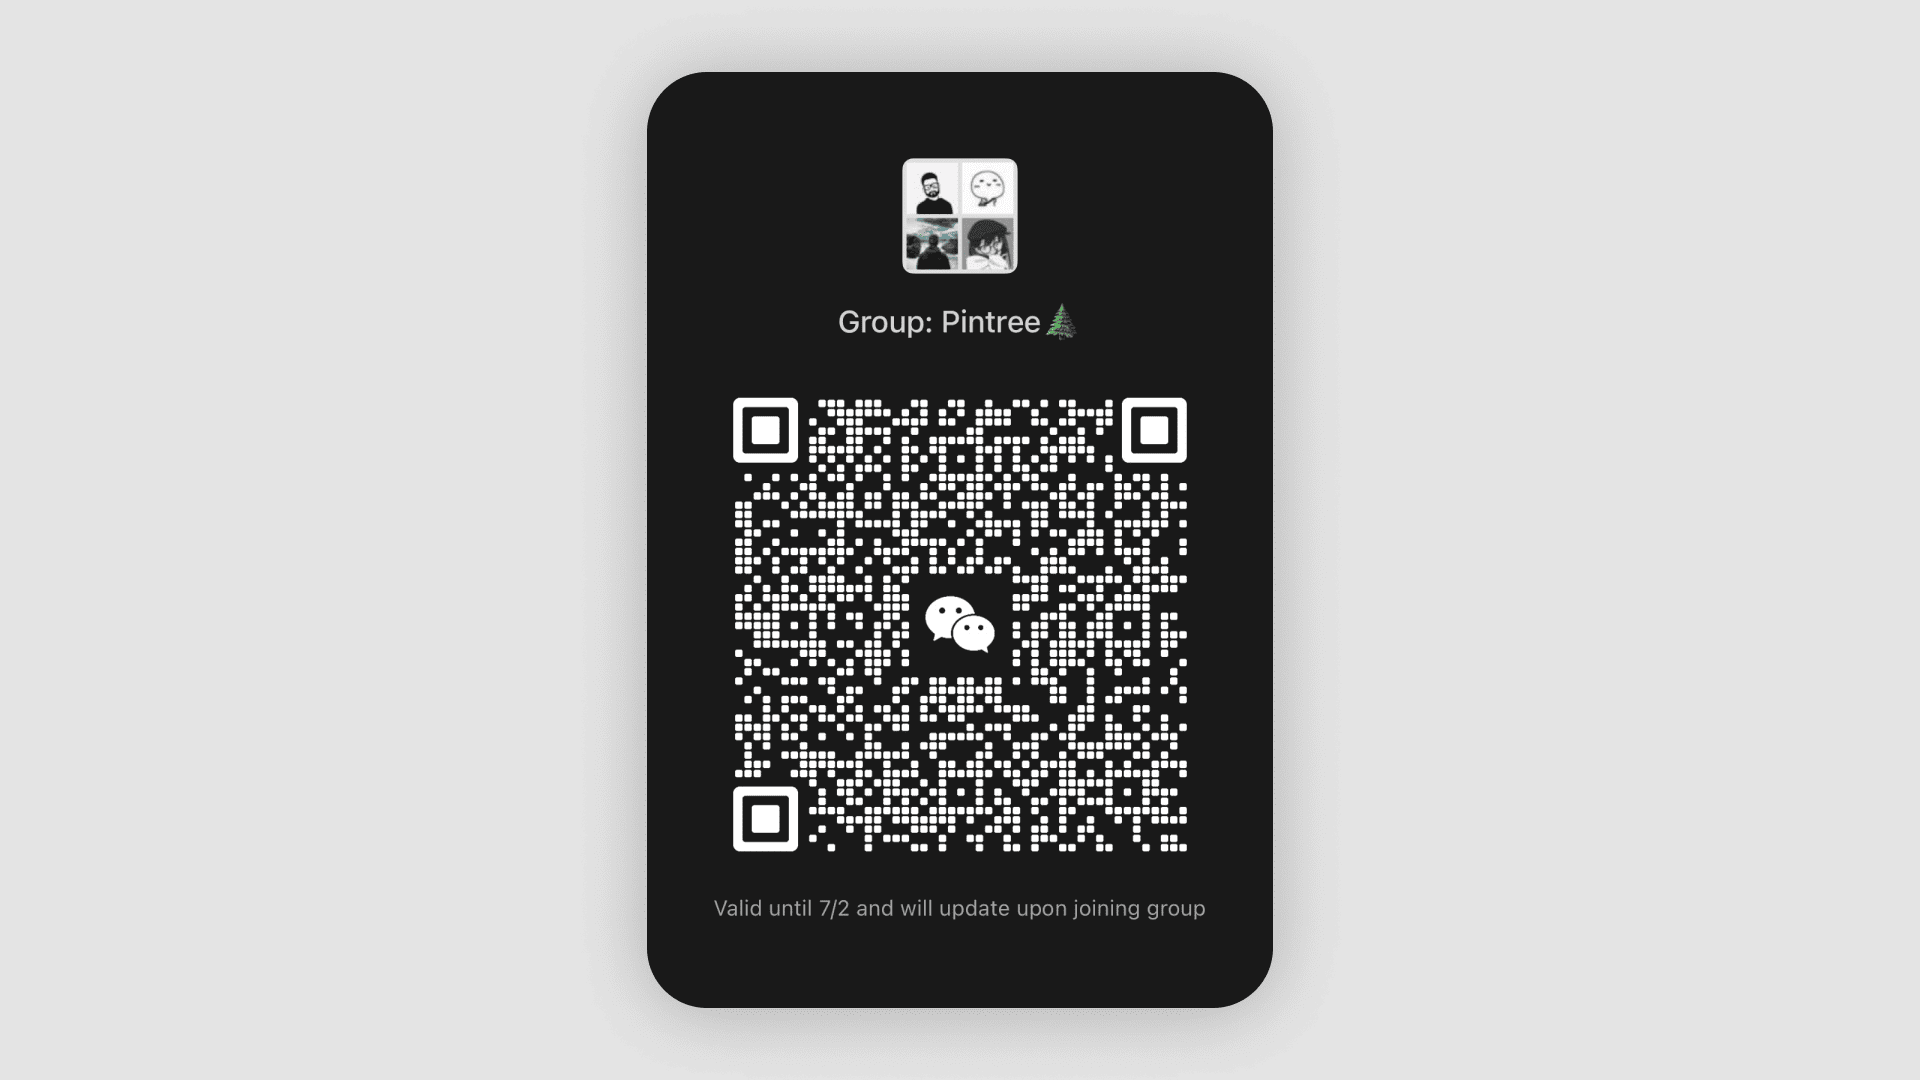 Group: Pintree🌲
Valid until 7/2 and will update upon joining group